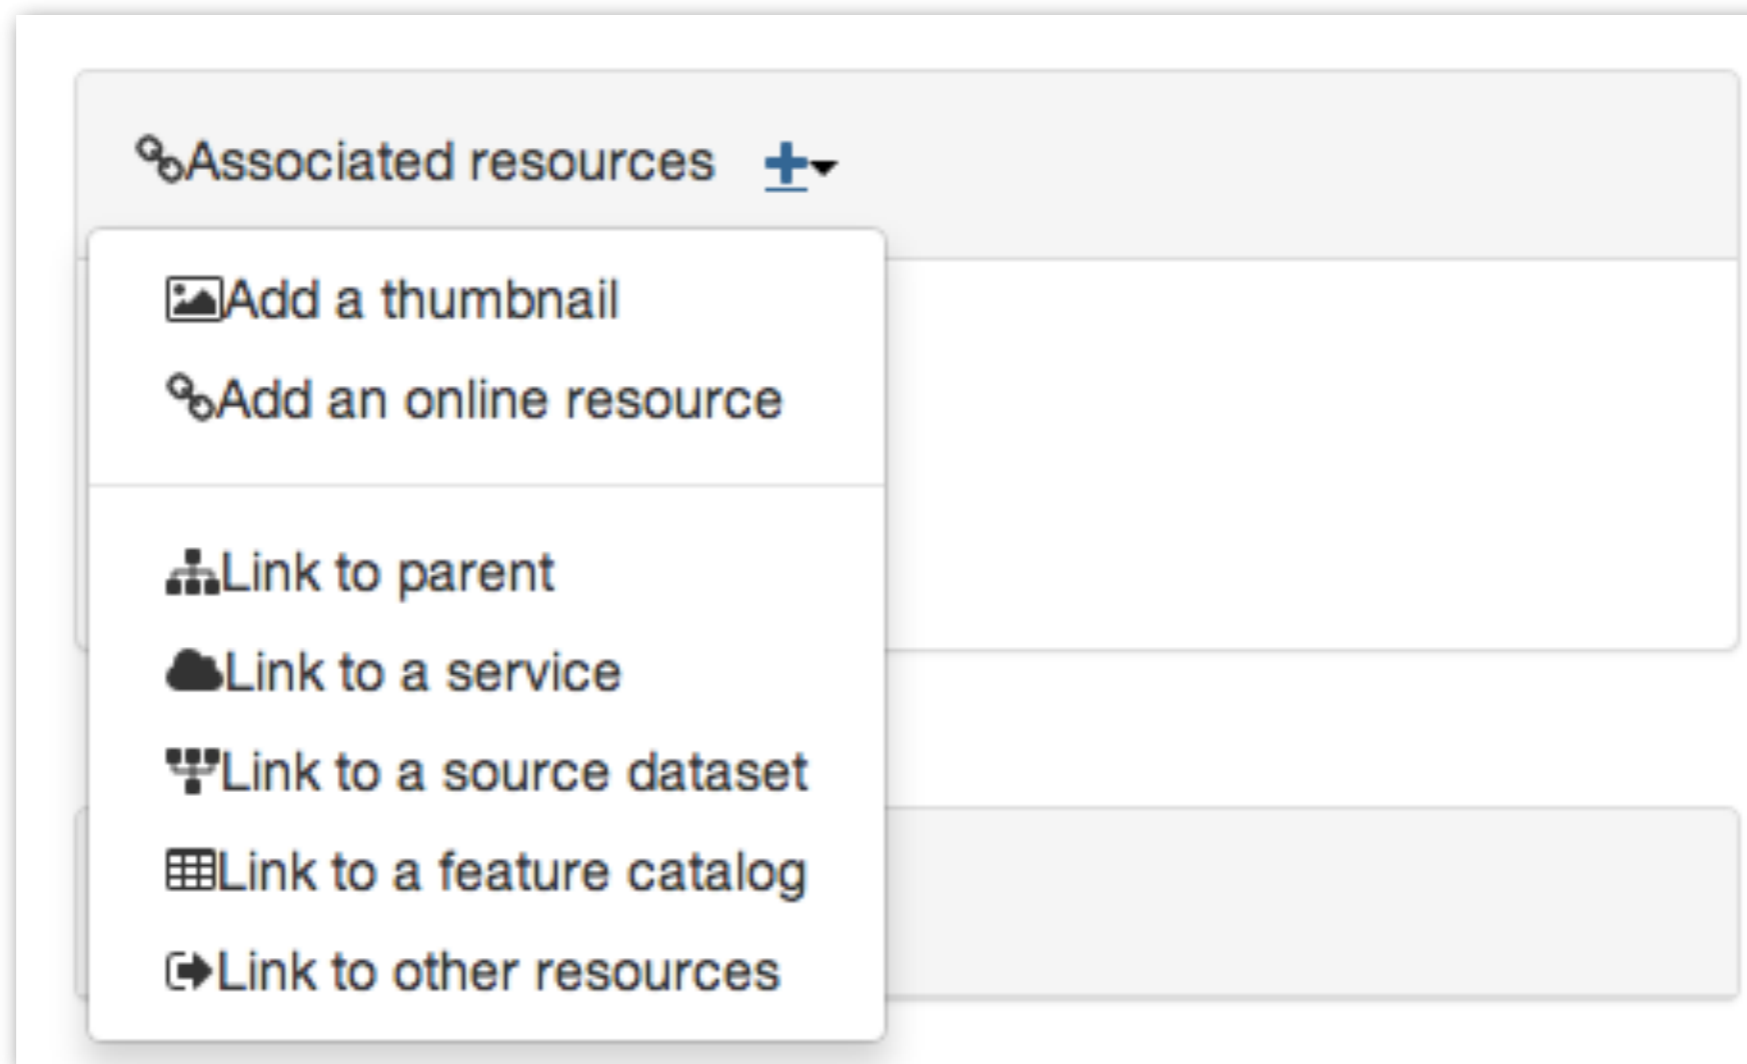 Associated resources
Add a thumbnail
Add an online resource
Link to parent
Link to a service
Link to a source dataset
Link to a feature catalog
Link to other resources